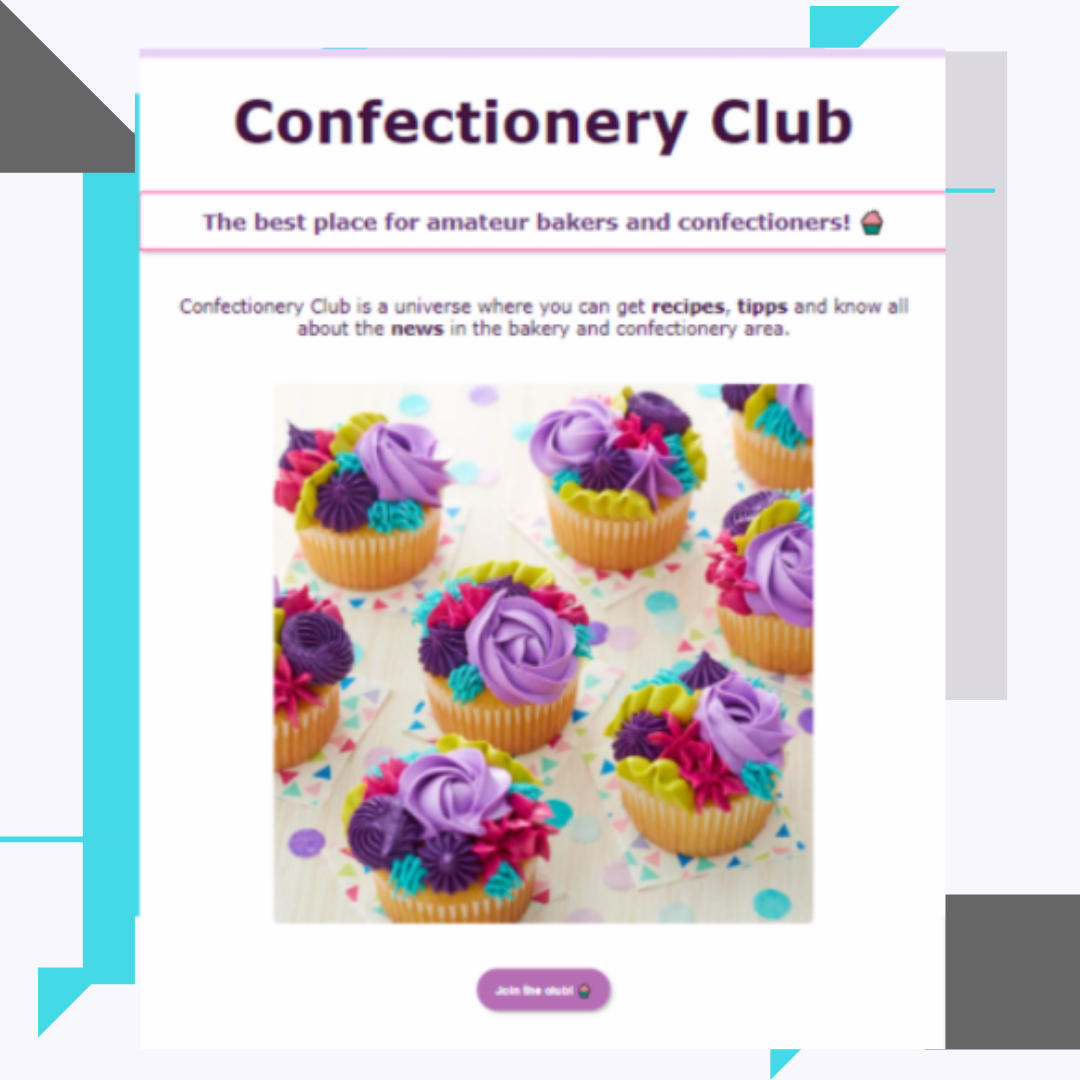 Confectionery Club
The best place for amateur bakers and confectioners! 🧁
Confectionery Club is a universe where you can get recipes, tipps and know all
about the news in the bakery and confectionery area.
Join the club! 🧁